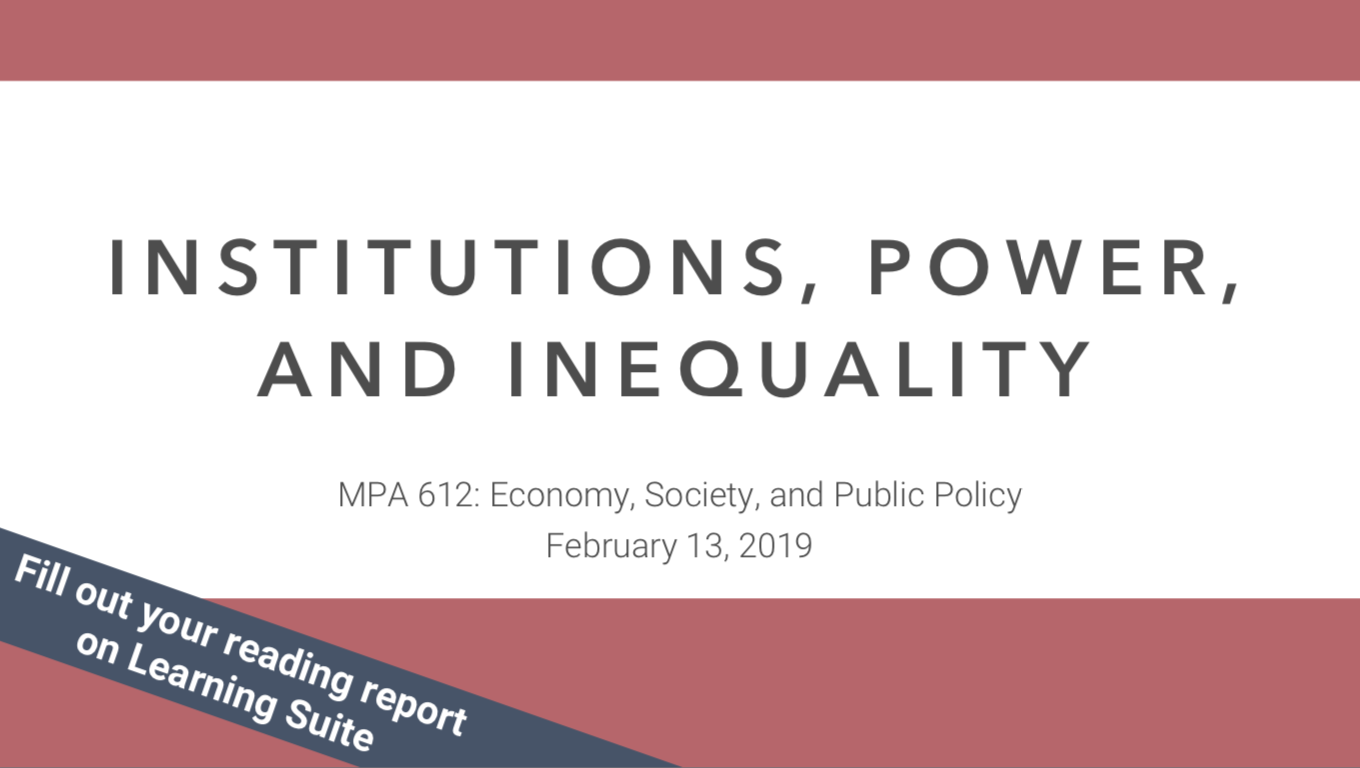 INSTITUTIONS, POWER,
AND INEQUALITY
MPA 612: Economy, Society, and Public Policy
February 13, 2019
Fill out your reading report
on Learning Suite